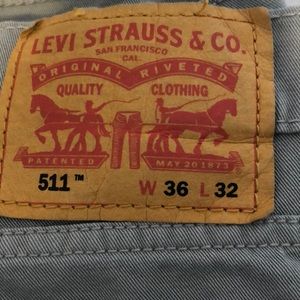 LEVI STRAUSS & CO.
SAN FRANCISCO
CAL.
ORIGINAL RIVETED
QUALITY CLOTHING
PATENTED MAY 20 1873
511™ W 36 L 32